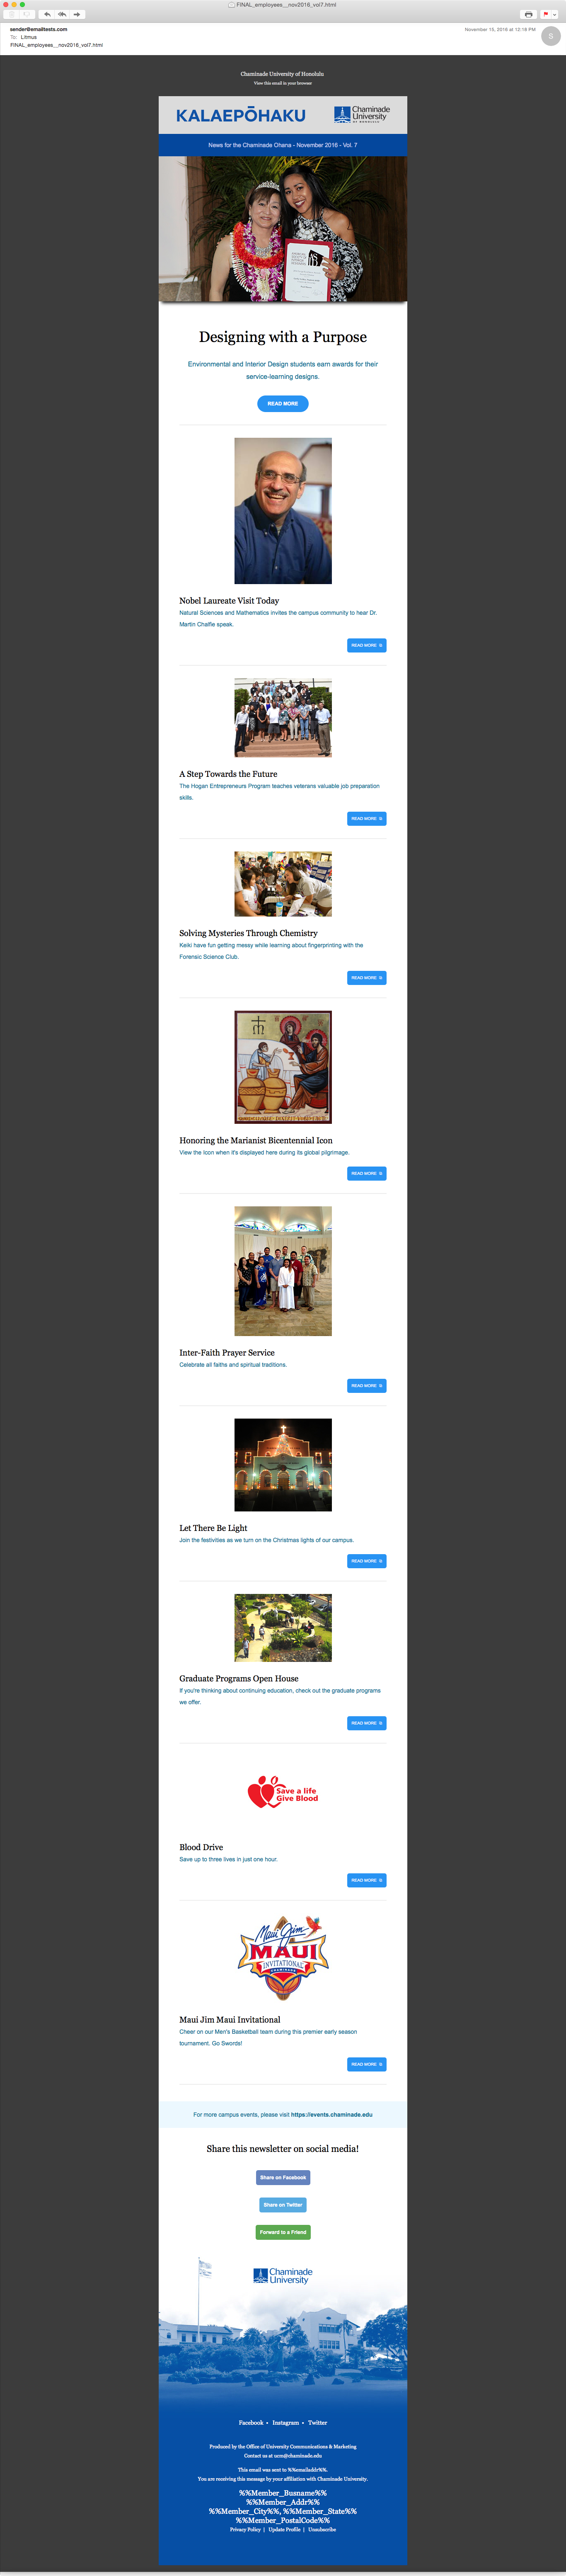 FINAL_employees__nov2016_vol7.html
sender@emailtests.com
November 15, 2016 at 12:19 PM
To: Litmus
FINAL_employees__nov2016_vol7.html
S
Chaminade University of Honolulu
View this email in your browser
KALAEPŌHAKU
Chaminade
University
OF HONOLULU
News for the Chaminade Ohana - November 2016 - Vol. 7
Designing with a Purpose
Environmental and Interior Design students earn awards for their
service-learning designs.
READ MORE
Nobel Laureate Visit Today
Natural Sciences and Mathematics invites the campus community to hear Dr.
Martin Chalfie speak.
READ MORE
A Step Towards the Future
The Hogan Entrepreneurs Program teaches veterans valuable job preparation
skills.
READ MORE
Solving Mysteries Through Chemistry
Keiki have fun getting messy while learning about fingerprinting with the
Forensic Science Club.
READ MORE
Honoring the Marianist Bicentennial Icon
View the Icon when it's displayed here during its global pilgrimage.
READ MORE
Inter-Faith Prayer Service
Celebrate all faiths and spiritual traditions.
READ MORE
Let There Be Light
Join the festivities as we turn on the Christmas lights of our campus.
READ MORE
Graduate Programs Open House
If you're thinking about continuing education, check out the graduate programs
we offer.
READ MORE
Save a life
Give Blood
Blood Drive
Save up to three lives in just one hour.
READ MORE
Maui Jim
MAUI
INVITATIONAL
CHAMINADE
Maui Jim Maui Invitational
Cheer on our Men's Basketball team during this premier early season
tournament. Go Swords!
READ MORE
For more campus events, please visit https://events.chaminade.edu
Share this newsletter on social media!
Share on Facebook
Share on Twitter
Forward to a Friend
Chaminade
University
Facebook • Instagram • Twitter
Produced by the Office of University Communications & Marketing
Contact us at ucm@chaminade.edu
This email was sent to %%emailaddr%%.
You are receiving this message by your affiliation with Chaminade University.
%%Member_Busname%%
%%Member_Addr%%
%%Member_City%%, %%Member_State%%
%%Member_PostalCode%%
Privacy Policy | Update Profile | Unsubscribe